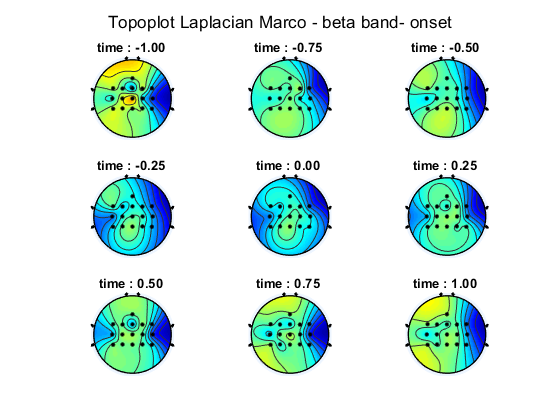 Topoplot Laplacian Marco - beta band- onset
time : -1.00
time : -0.75
time : -0.50
time : -0.25
time : 0.00
time : 0.25
time : 0.50
time : 0.75
time : 1.00